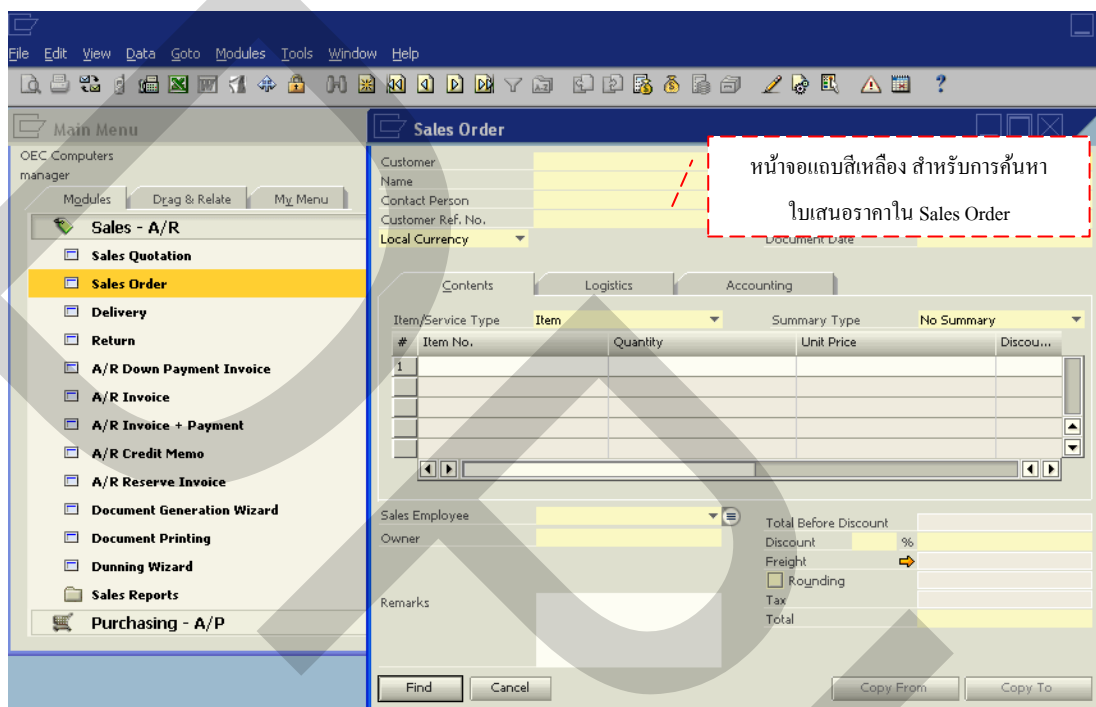 File Edit View Data Goto Modules Tools Window Help
Main Menu
OEC Computers
manager
Modules Drag & Relate My Menu
Sales - A/R
Sales Quotation
Sales Order
Delivery
Return
A/R Down Payment Invoice
A/R Invoice
A/R Invoice + Payment
A/R Credit Memo
A/R Reserve Invoice
Document Generation Wizard
Document Printing
Dunning Wizard
Sales Reports
Purchasing - A/P
Sales Order
Customer
Name
Contact Person
Customer Ref. No.
Local Currency
หน้าจอแถบสีเหลือง สำหรับการค้นหา
ใบเสนอราคาใน Sales Order
Document Date
Contents Logistics Accounting
Item/Service Type Item Summary Type No Summary
# Item No. Quantity Unit Price Discou...
1
Sales Employee
Owner
Remarks
Total Before Discount
Discount %
Freight
Rounding
Tax
Total
Find Cancel Copy From Copy To